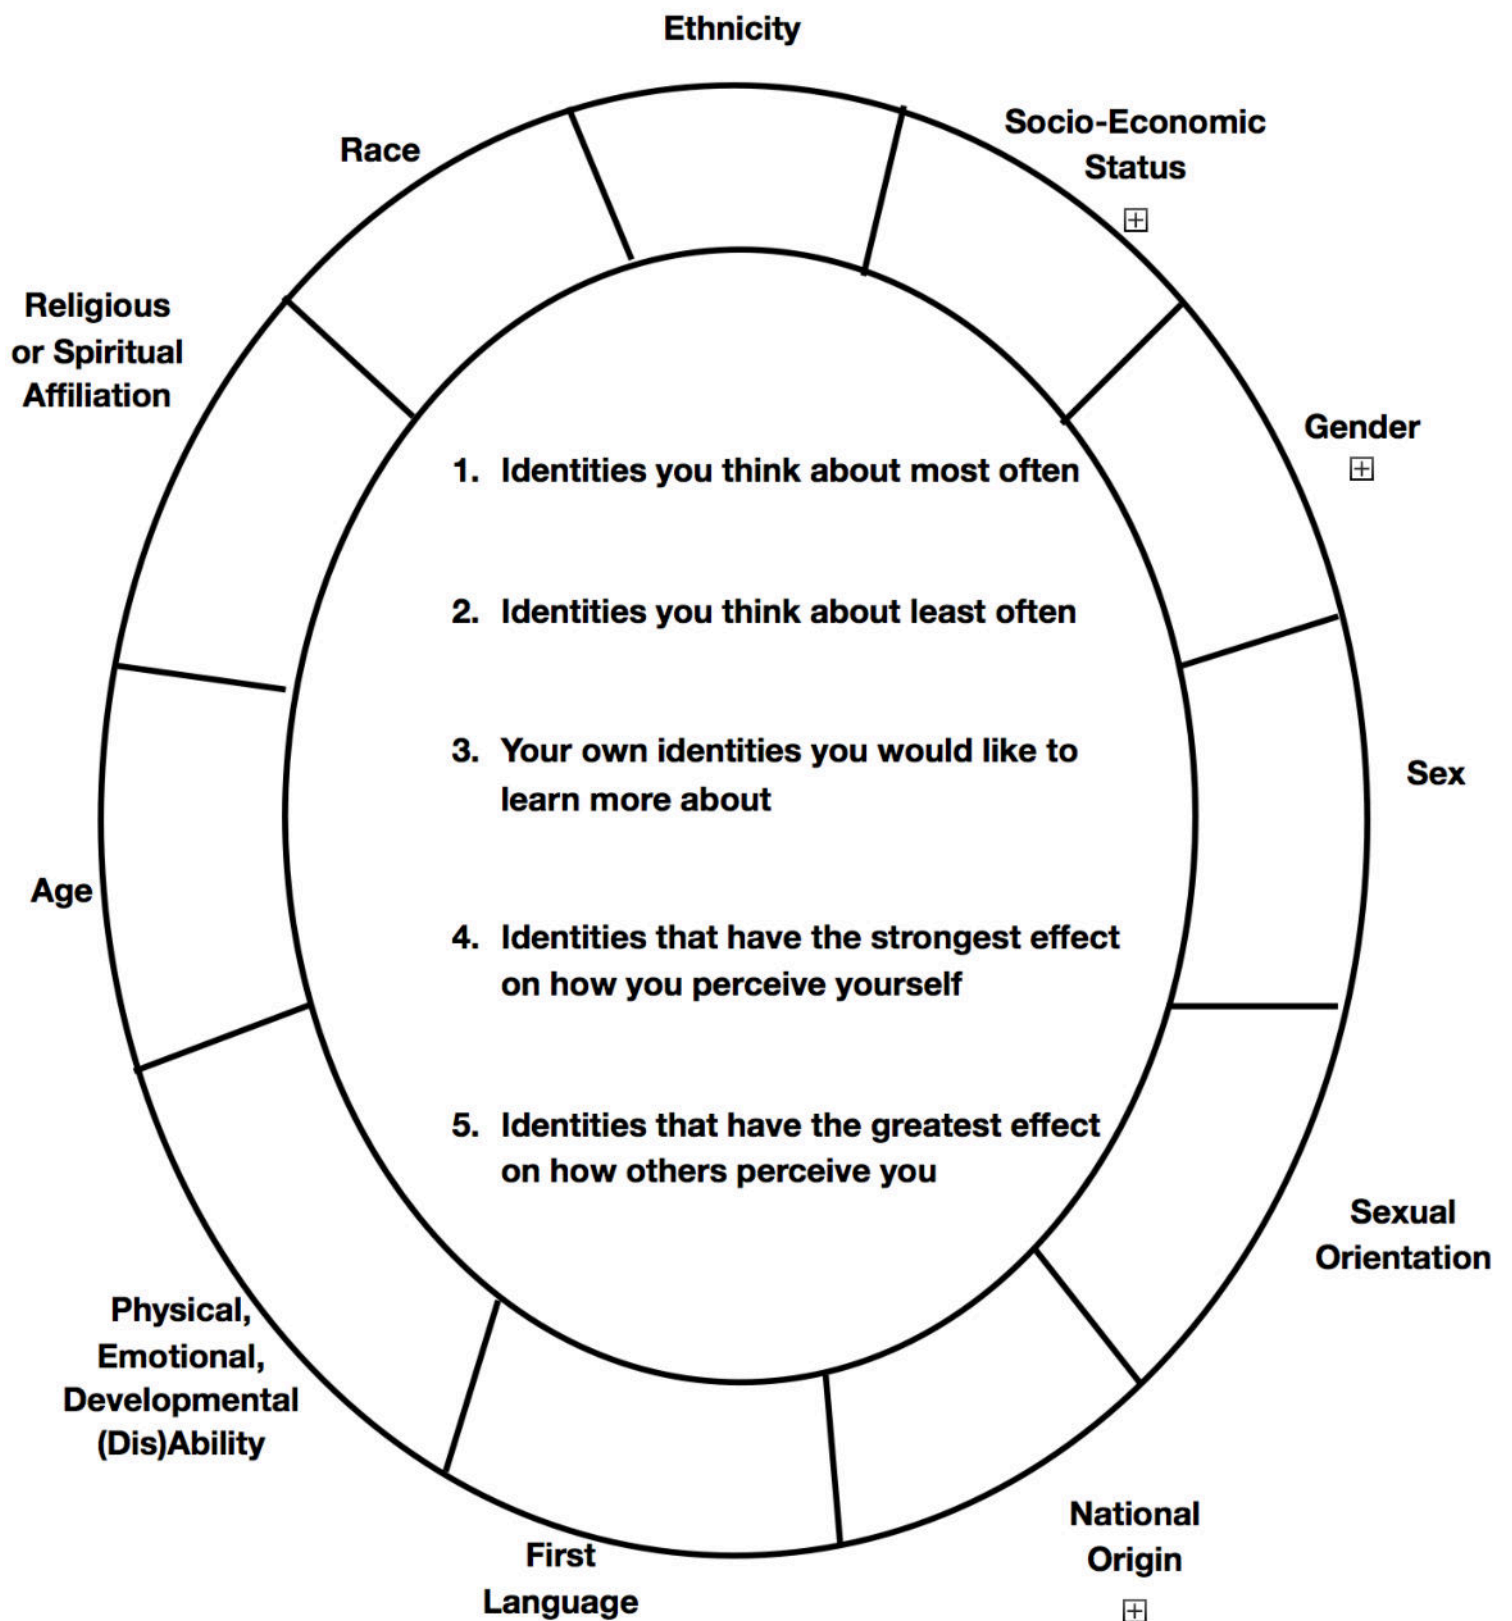 Ethnicity
Socio-Economic
Status
Race
Religious
or Spiritual
Affiliation
Gender
1. Identities you think about most often
2. Identities you think about least often
3. Your own identities you would like to
learn more about
Sex
Age
4. Identities that have the strongest effect
on how you perceive yourself
5. Identities that have the greatest effect
on how others perceive you
Sexual
Orientation
Physical,
Emotional,
Developmental
(Dis)Ability
National
Origin
First
Language